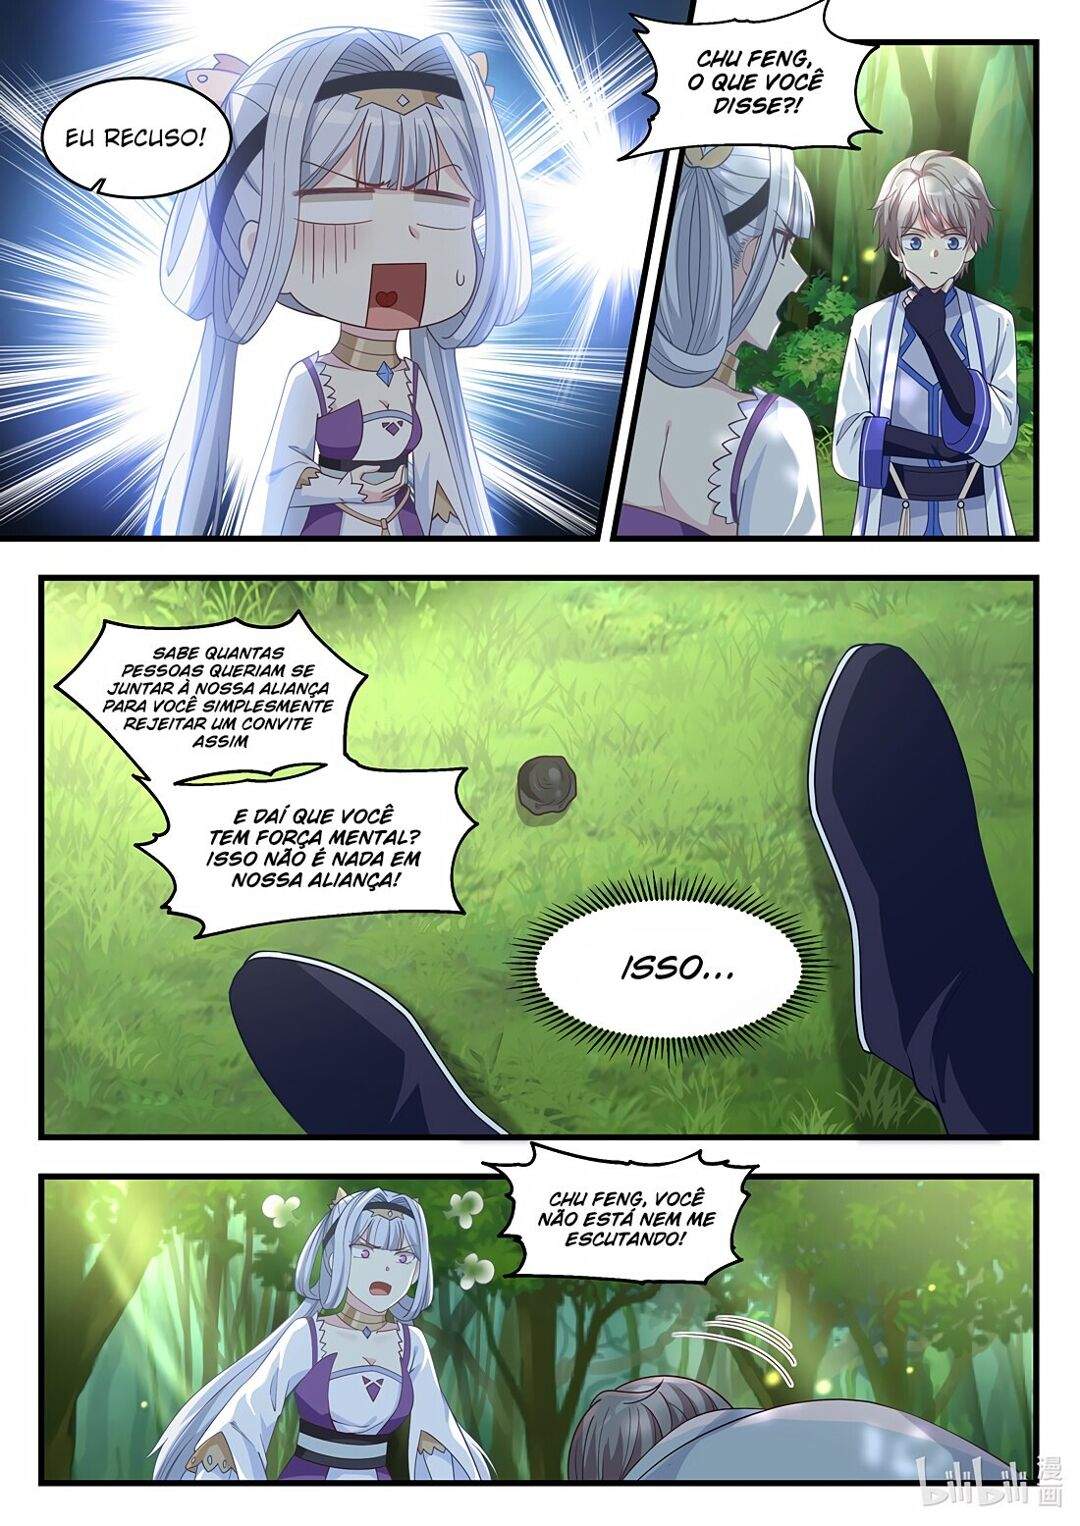 EU RECUSO!
CHU FENG,
O QUE VOCÊ
DISSE?!
SABE QUANTAS
PESSOAS QUERIAM SE
JUNTAR À NOSSA ALIANÇA
PARA VOCÊ SIMPLESMENTE
REJEITAR UM CONVITE
ASSIM
E DAÍ QUE VOCÊ
TEM FORÇA MENTAL?
ISSO NÃO É NADA EM
NOSSA ALIANÇA!
ISSO...
CHU FENG, VOCÊ
NÃO ESTÁ NEM ME
ESCUTANDO!
bilibili 漫画